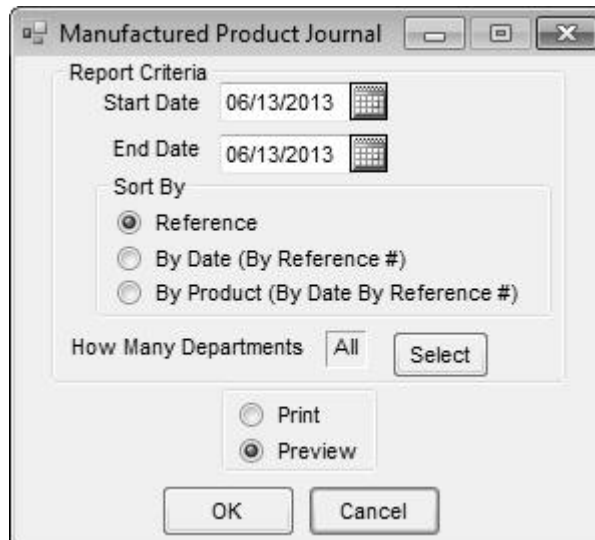 Manufactured Product Journal
Report Criteria
Start Date 06/13/2013
End Date 06/13/2013
Sort By
Reference
By Date (By Reference #)
By Product (By Date By Reference #)
How Many Departments All Select
Print
Preview
OK Cancel